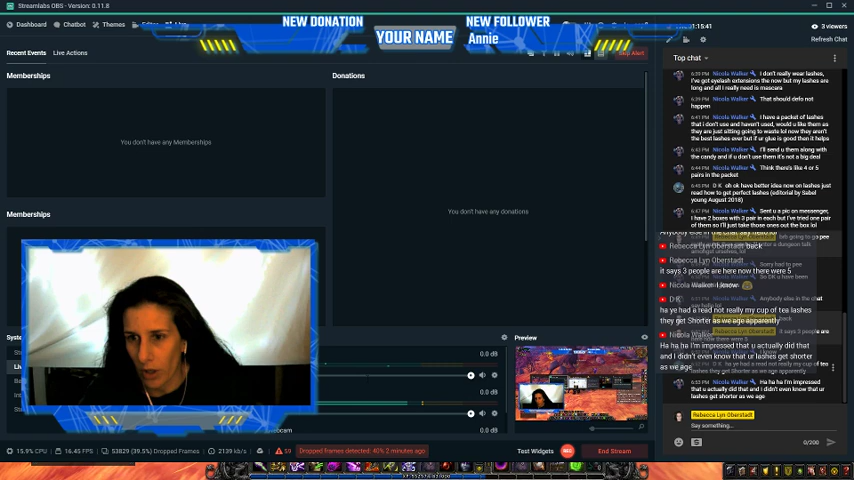 Streamlabs OBS - Version: 0.11.8
Dashboard
Chatbot
Themes
Live
NEW DONATION
YOUR NAME
NEW FOLLOWER
Annie
1:15:41
3 viewers
Refresh Chat
Recent Events
Live Actions
Skip Alert
Top chat
Memberships
Donations
You don't have any Memberships
You don't have any donations
Memberships
6:39 PM Nicola Walker I don't really wear lashes,
I've got eyelash extensions the now but my lashes are
long and all I really need is mascara
6:39 PM Nicola Walker That should defo not
happen
6:41 PM Nicola Walker I have a packet of lashes
that i don't use and haven't used, would u like them as
they are just sitting going to waste lol now they aren't
the best lashes ever but if ur glue is good then it helps
6:43 PM Nicola Walker I'll send u them along with
the candy and if u don't use them it's not a big deal
6:44 PM Nicola Walker Think there's like 4 or 5
pairs in the packet
6:45 PM D K oh ok have better idea now on lashes just
read how to get perfect lashes (editorial by Sabel
young August 2018)
6:47 PM Nicola Walker Sent u a pic on messenger,
I have 2 boxes with 3 pair in each but I've tried one pair
of them so I'll just take those ones out the box lol
Rebecca Lyn Oberstadt back
Rebecca Lyn Oberstadt
it says 3 people are here now there were 5
Nicola Walker I know
D K
ha ye had a read not really my cup of tea lashes
they get Shorter as we age apparently
Nicola Walker
Ha ha ha I'm impressed that u actually did that
and I didn't even know that ur lashes get shorter
as we age
6:55 PM Nicola Walker Ha ha ha I'm impressed
that u actually did that and I didn't even know that ur
lashes get shorter as we age
Rebecca Lyn Oberstadt
Say something...
0/200
Preview
0.0 dB
0.0 dB
0.0 dB
15.9% CPU
16.45 FPS
53829 (39.5%) Dropped Frames
2139 kb/s
59
Dropped frames detected: 40% 2 minutes ago
Test Widgets
REC
End Stream